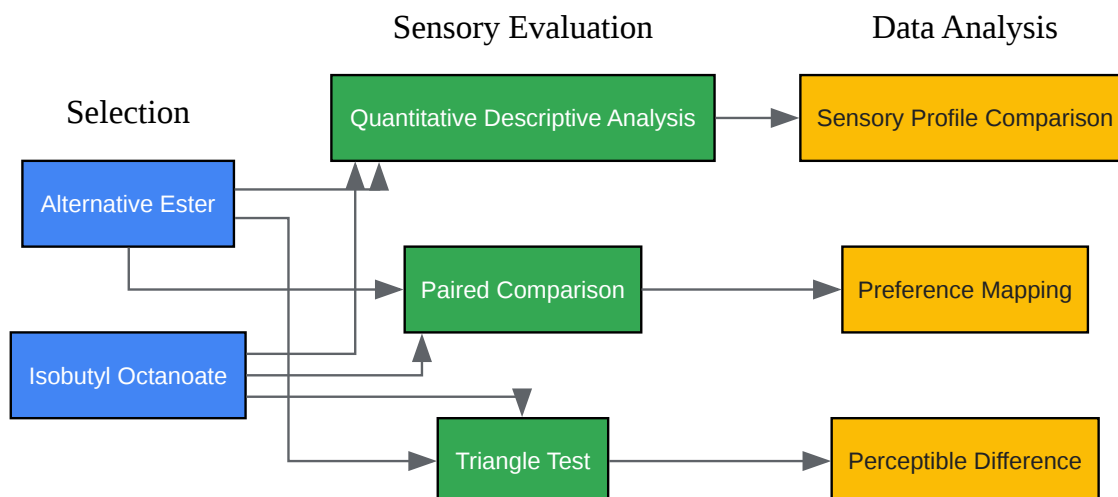 Sensory Evaluation
Data Analysis
Selection
Quantitative Descriptive Analysis
Sensory Profile Comparison
Alternative Ester
Paired Comparison
Preference Mapping
Isobutyl Octanoate
Triangle Test
Perceptible Difference